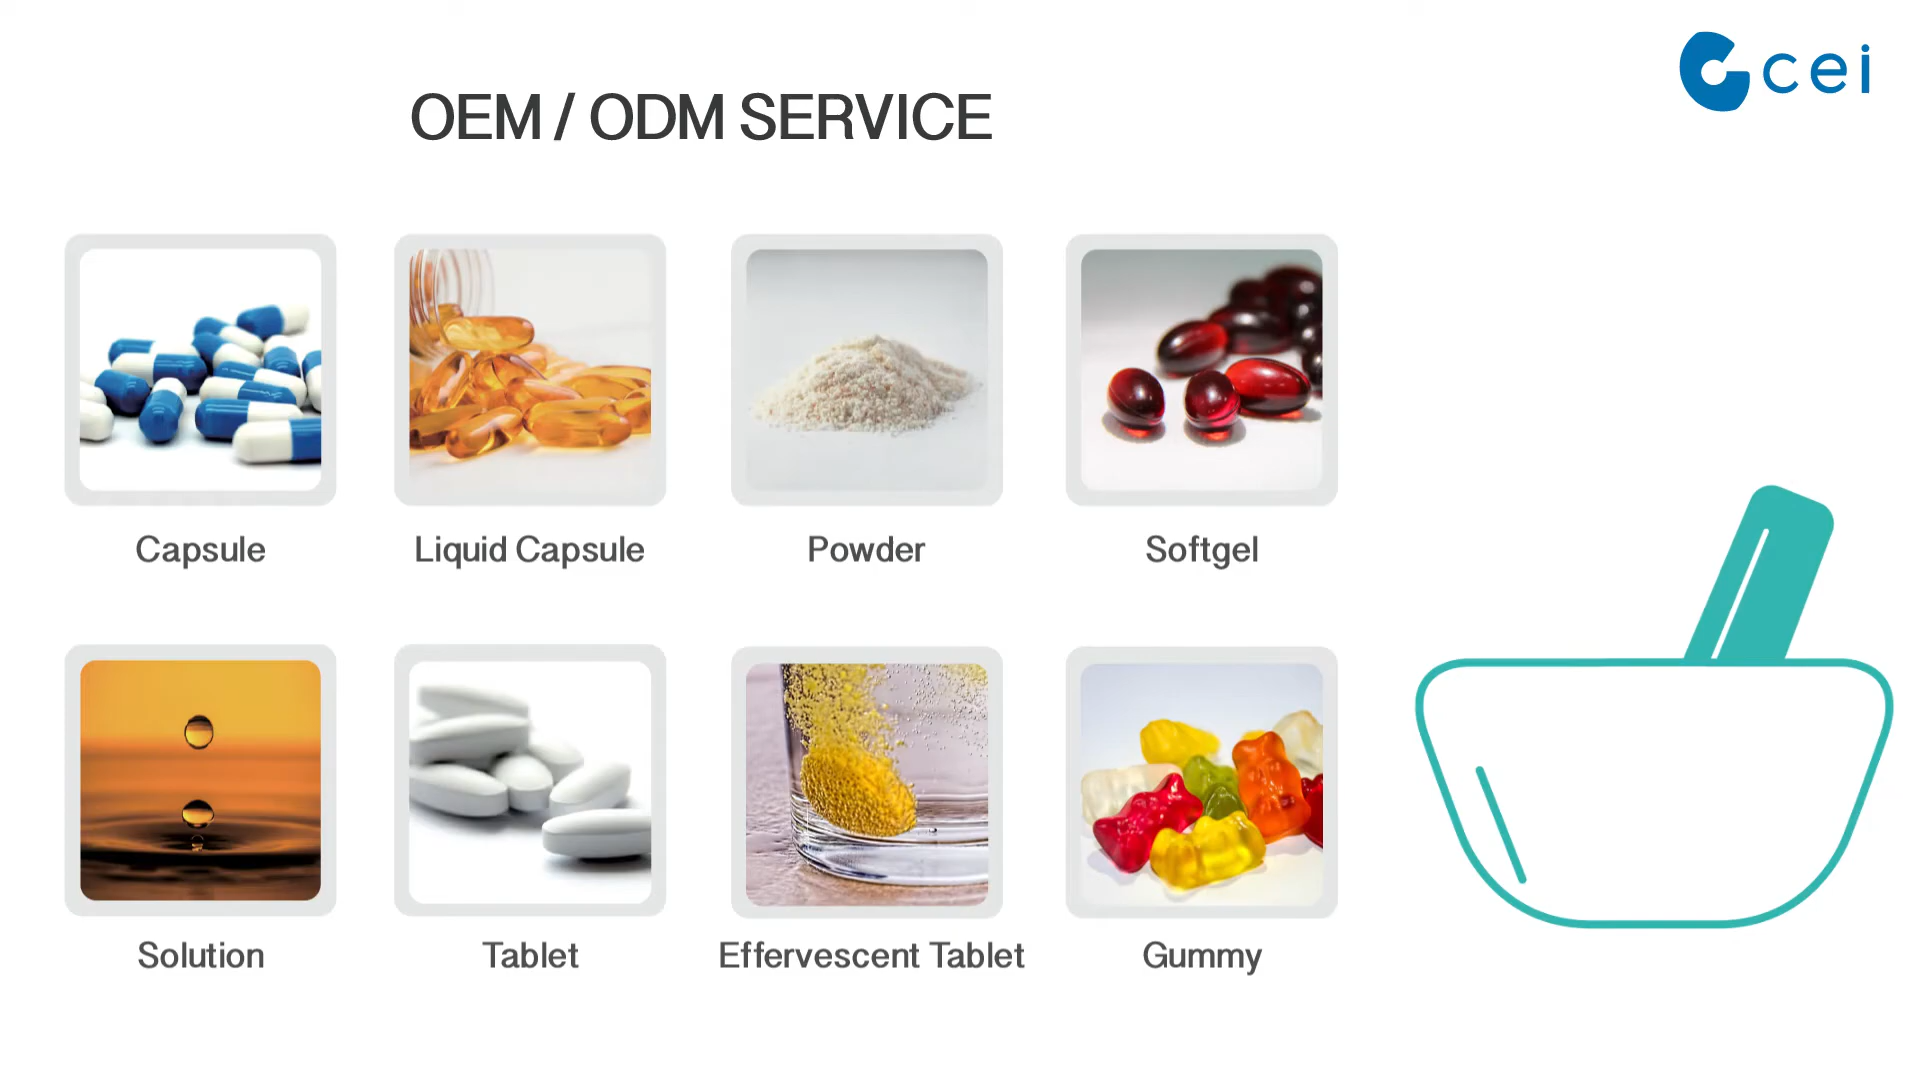 cei
OEM / ODM SERVICE
Capsule
Liquid Capsule
Powder
Softgel
Solution
Tablet
Effervescent Tablet
Gummy